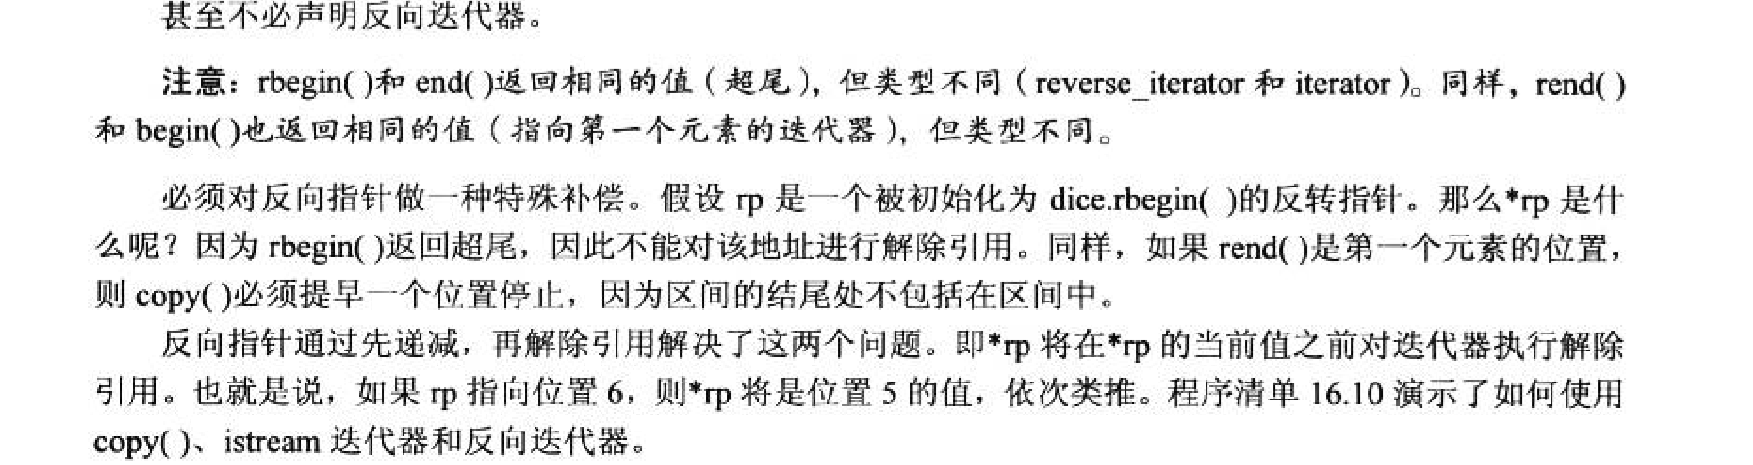 甚至不必声明反向迭代器。
注意：rbegin( )和 end( )返回相同的值（超尾），但类型不同（reverse_iterator 和 iterator）。同样，rend( )
和 begin( )也返回相同的值（指向第一个元素的迭代器），但类型不同。
必须对反向指针做一种特殊补偿。假设 rp 是一个被初始化为 dice.rbegin( )的反转指针。那么*rp 是什
么呢？因为 rbegin( )返回超尾，因此不能对该地址进行解除引用。同样，如果 rend( )是第一个元素的位置，
则 copy( )必须提早一个位置停止，因为区间的结尾处不包括在区间中。
反向指针通过先递减，再解除引用解决了这两个问题。即*rp 将在*rp 的当前值之前对迭代器执行解除
引用。也就是说，如果 rp 指向位置 6，则*rp 将是位置 5 的值，依次类推。程序清单 16.10 演示了如何使用
copy( )、istream 迭代器和反向迭代器。